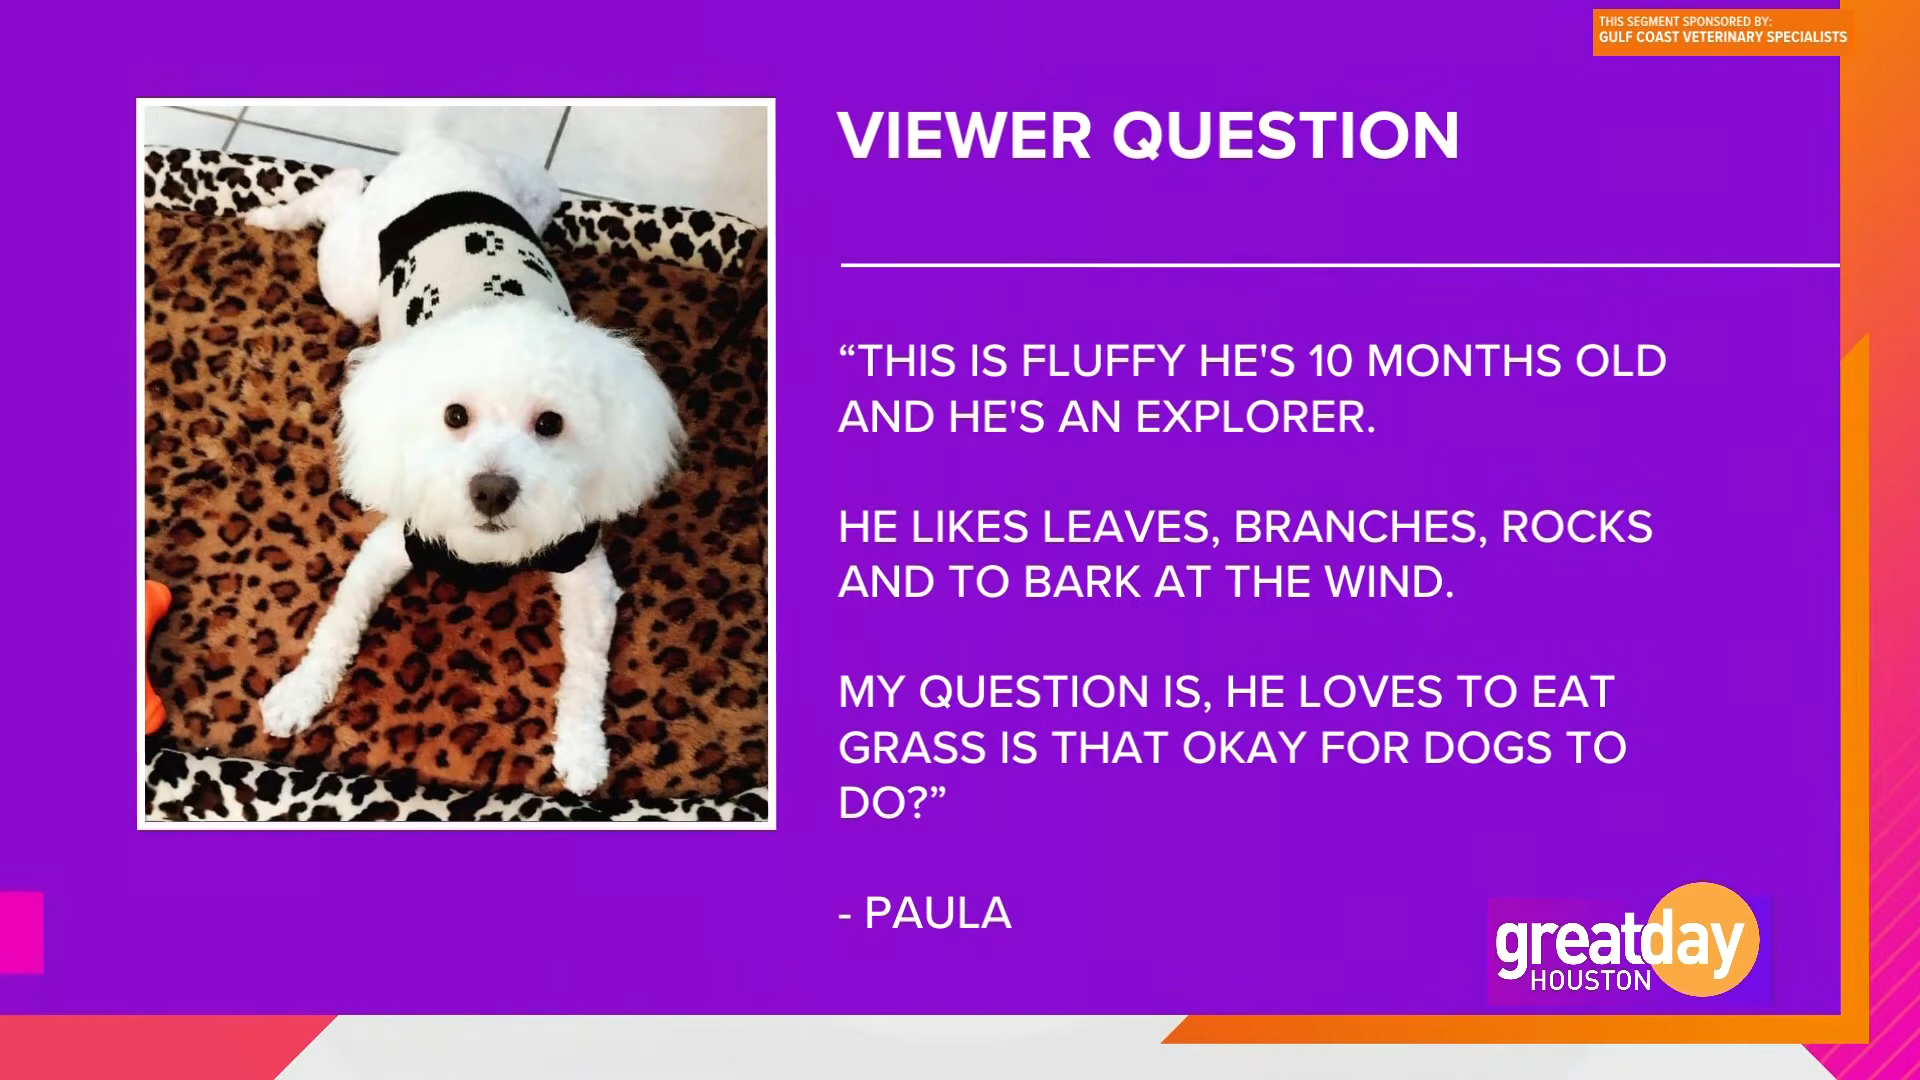 THIS SEGMENT SPONSORED BY:
GULF COAST VETERINARY SPECIALISTS
VIEWER QUESTION
“THIS IS FLUFFY HE'S 10 MONTHS OLD
AND HE'S AN EXPLORER.
HE LIKES LEAVES, BRANCHES, ROCKS
AND TO BARK AT THE WIND.
MY QUESTION IS, HE LOVES TO EAT
GRASS IS THAT OKAY FOR DOGS TO
DO?”
- PAULA
greatday
HOUSTON